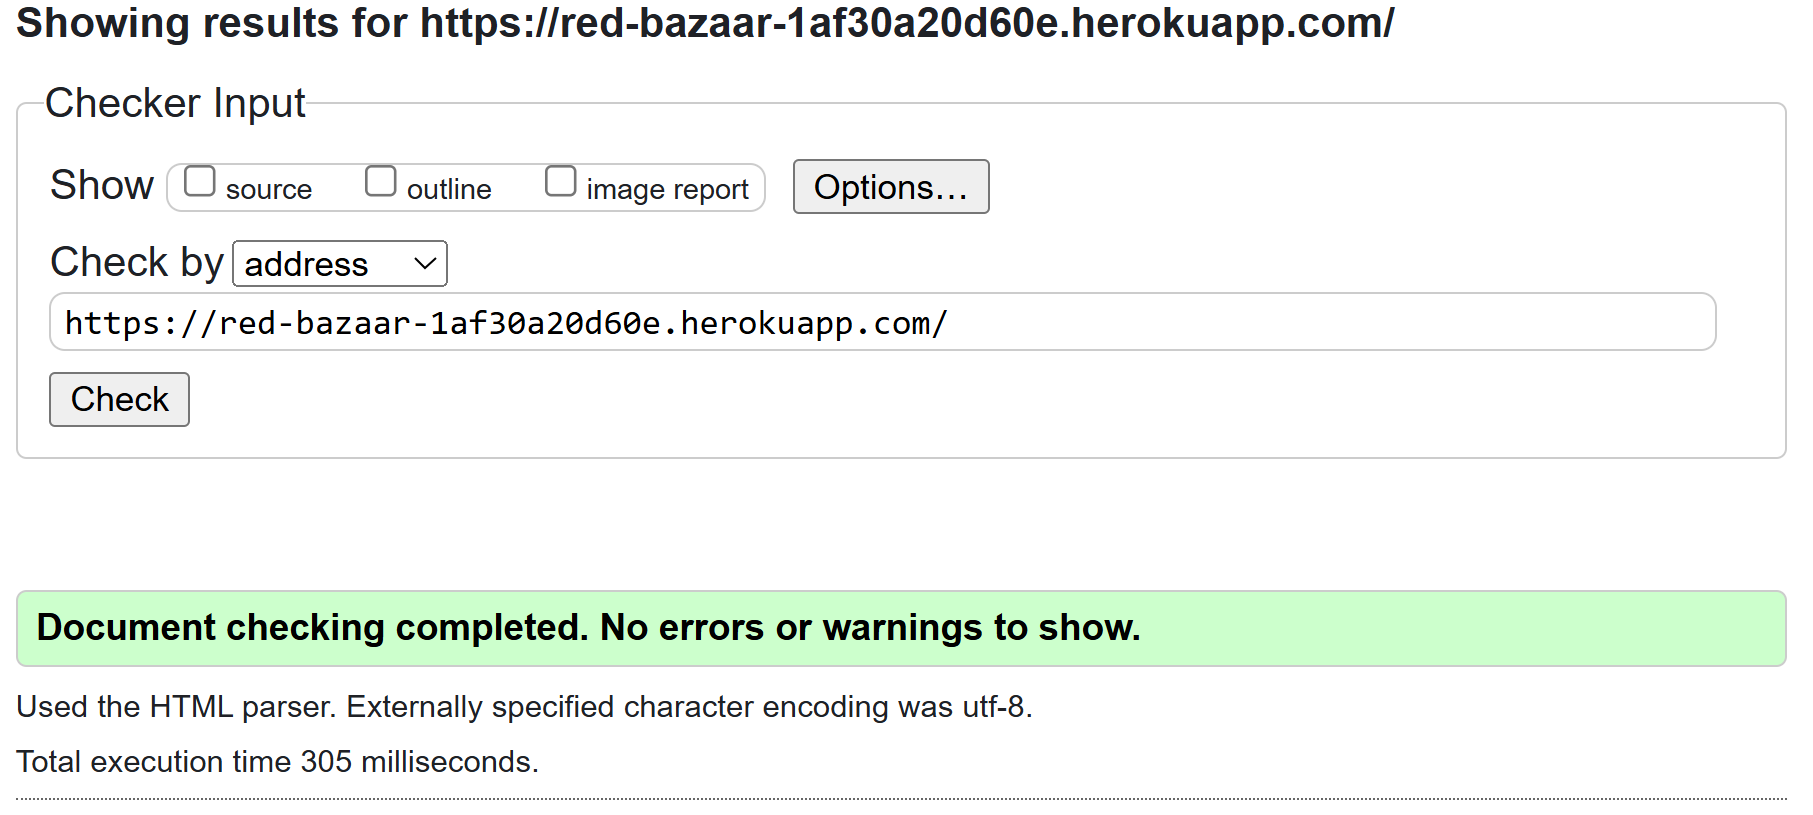 Showing results for https://red-bazaar-1af30a20d60e.herokuapp.com/
Checker Input
Show source outline image report Options...
Check by address
https://red-bazaar-1af30a20d60e.herokuapp.com/
Check
Document checking completed. No errors or warnings to show.
Used the HTML parser. Externally specified character encoding was utf-8.
Total execution time 305 milliseconds.